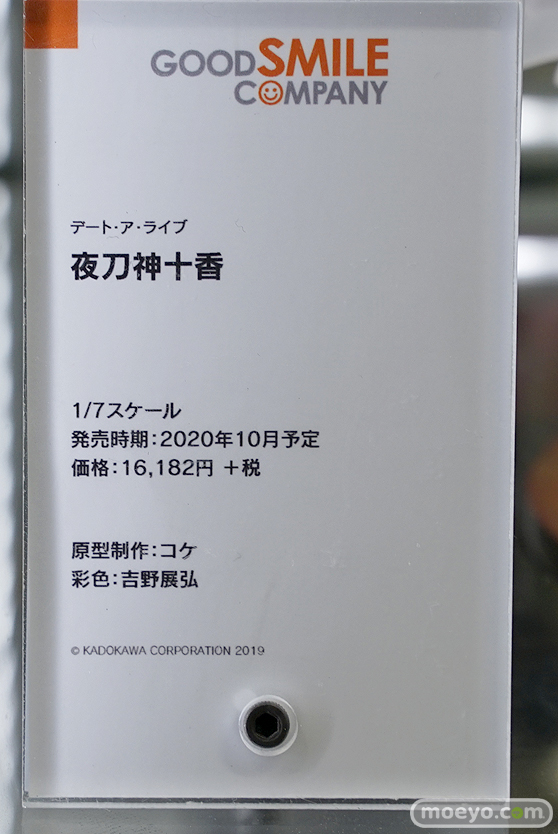 GOOD SMILE
COMPANY
デート・ア・ライブ
夜刀神十香
1/7スケール
発売時期：2020年10月予定
価格：16,182円 +税
原型制作：コケ
彩色：吉野展弘
© KADOKAWA CORPORATION 2019
moeyo.com